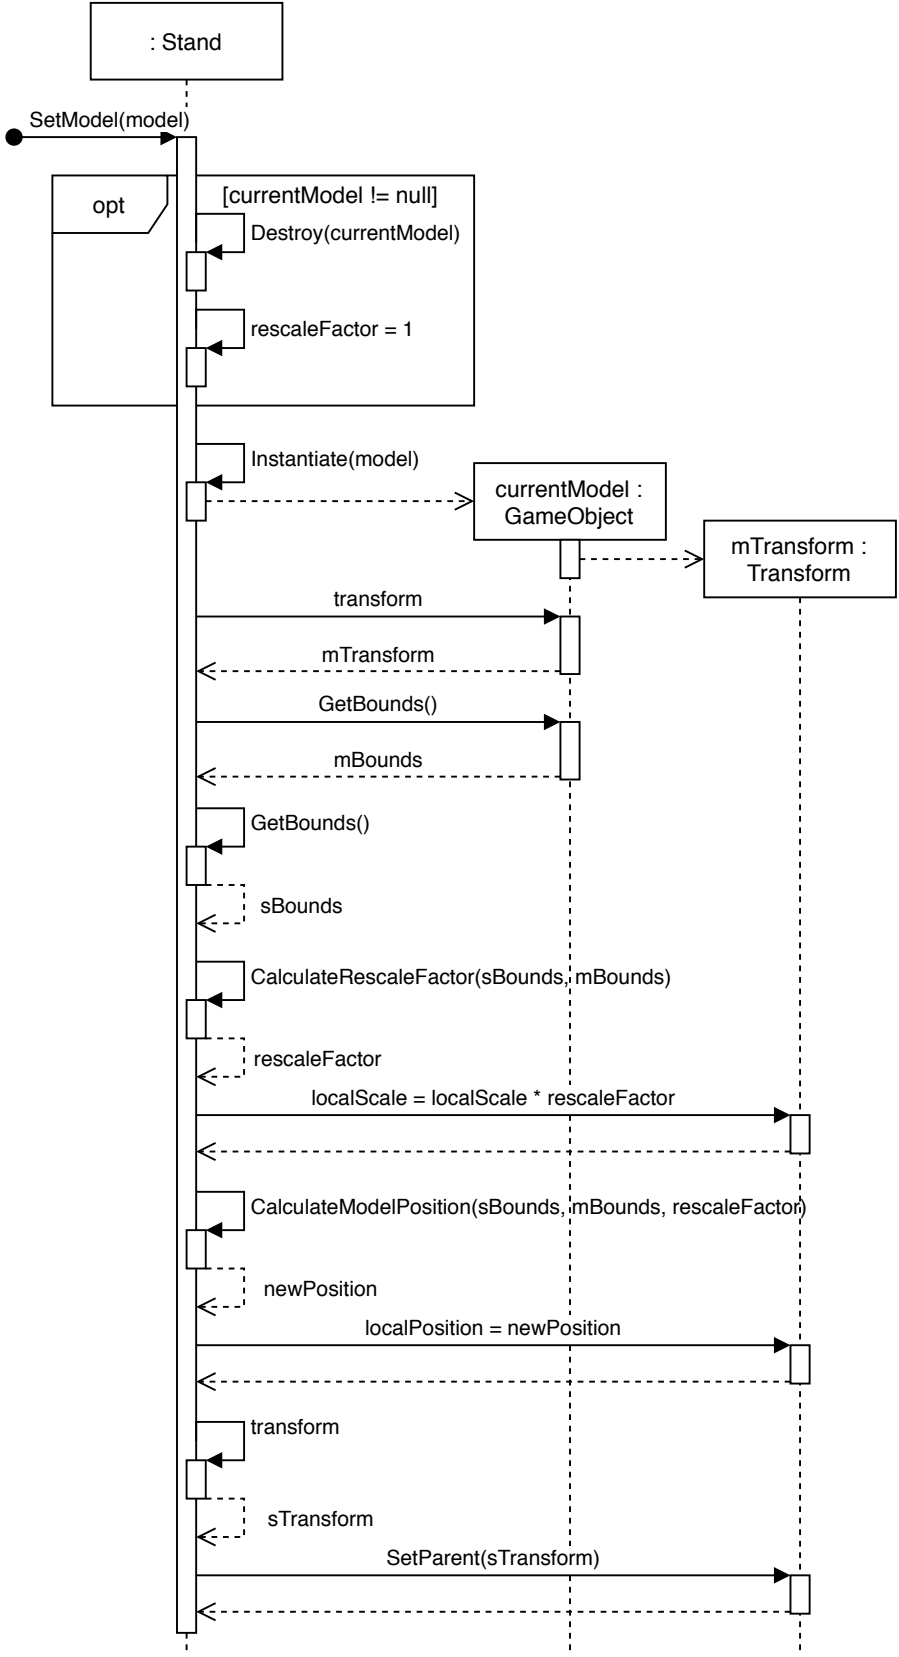 : Stand
SetModel(model)
opt
[currentModel != null]
Destroy(currentModel)
rescaleFactor = 1
Instantiate(model)
currentModel :
GameObject
mTransform :
Transform
transform
mTransform
GetBounds()
mBounds
GetBounds()
sBounds
CalculateRescaleFactor(sBounds, mBounds)
rescaleFactor
localScale = localScale * rescaleFactor
CalculateModelPosition(sBounds, mBounds, rescaleFactor)
newPosition
localPosition = newPosition
transform
sTransform
SetParent(sTransform)